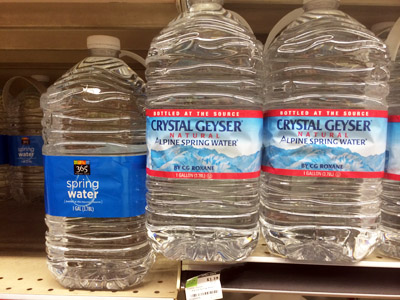 365
spring
water
1 GAL (3.78L)
BOTTLED AT THE SOURCE
CRYSTAL GEYSER
NATURAL
ALPINE SPRING WATER
BY CG ROXANE
1 GALLON (3.78L)
BOTTLED AT THE SOURCE
CRYSTAL GEYSER
NATURAL
ALPINE SPRING WATER
BY CG ROXANE
1 GALLON (3.78L)